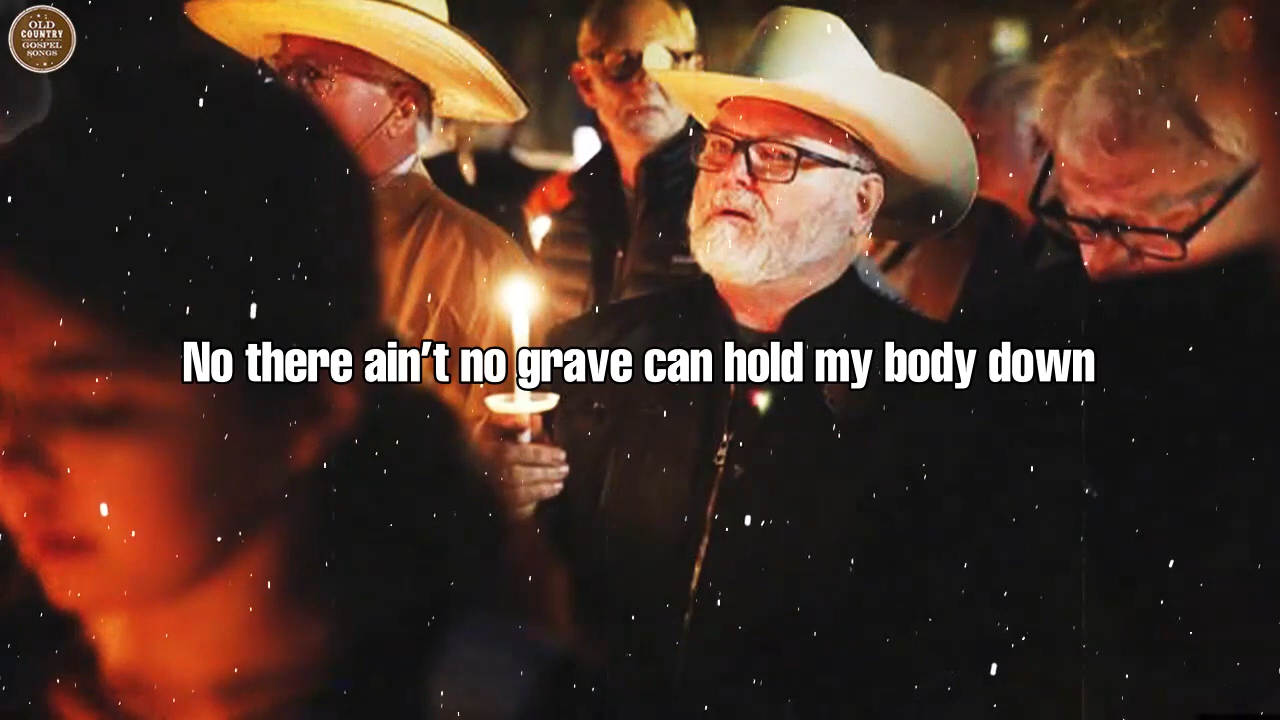 OLD
COUNTRY
GOSPEL
SONGS
No there ain't no grave can hold my body down